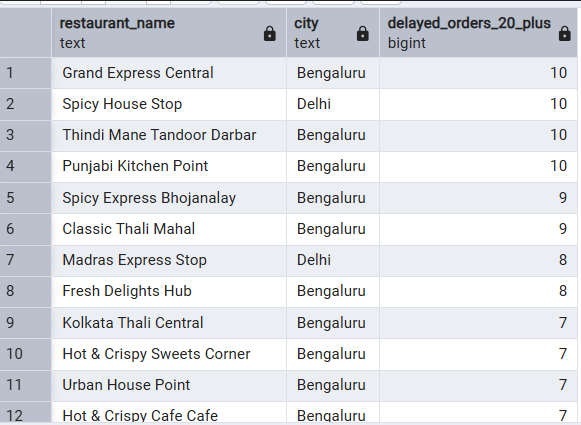 restaurant_name city delayed_orders_20_plus
text text bigint
1 Grand Express Central Bengaluru 10
2 Spicy House Stop Delhi 10
3 Thindi Mane Tandoor Darbar Bengaluru 10
4 Punjabi Kitchen Point Bengaluru 10
5 Spicy Express Bhojanalay Bengaluru 9
6 Classic Thali Mahal Bengaluru 9
7 Madras Express Stop Delhi 8
8 Fresh Delights Hub Bengaluru 8
9 Kolkata Thali Central Bengaluru 7
10 Hot & Crispy Sweets Corner Bengaluru 7
11 Urban House Point Bengaluru 7
12 Hot & Crispy Cafe Cafe Bengaluru 7